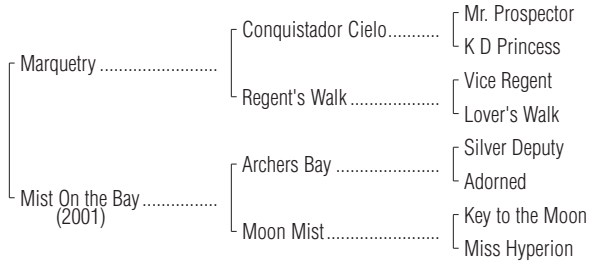 Mr. Prospector
Conquistador Cielo...........
K D Princess
Marquetry .........................
Vice Regent
Regent's Walk ...................
Lover's Walk
Silver Deputy
Archers Bay ......................
Adorned
Mist On the Bay ................
(2001)
Key to the Moon
Moon Mist........................
Miss Hyperion